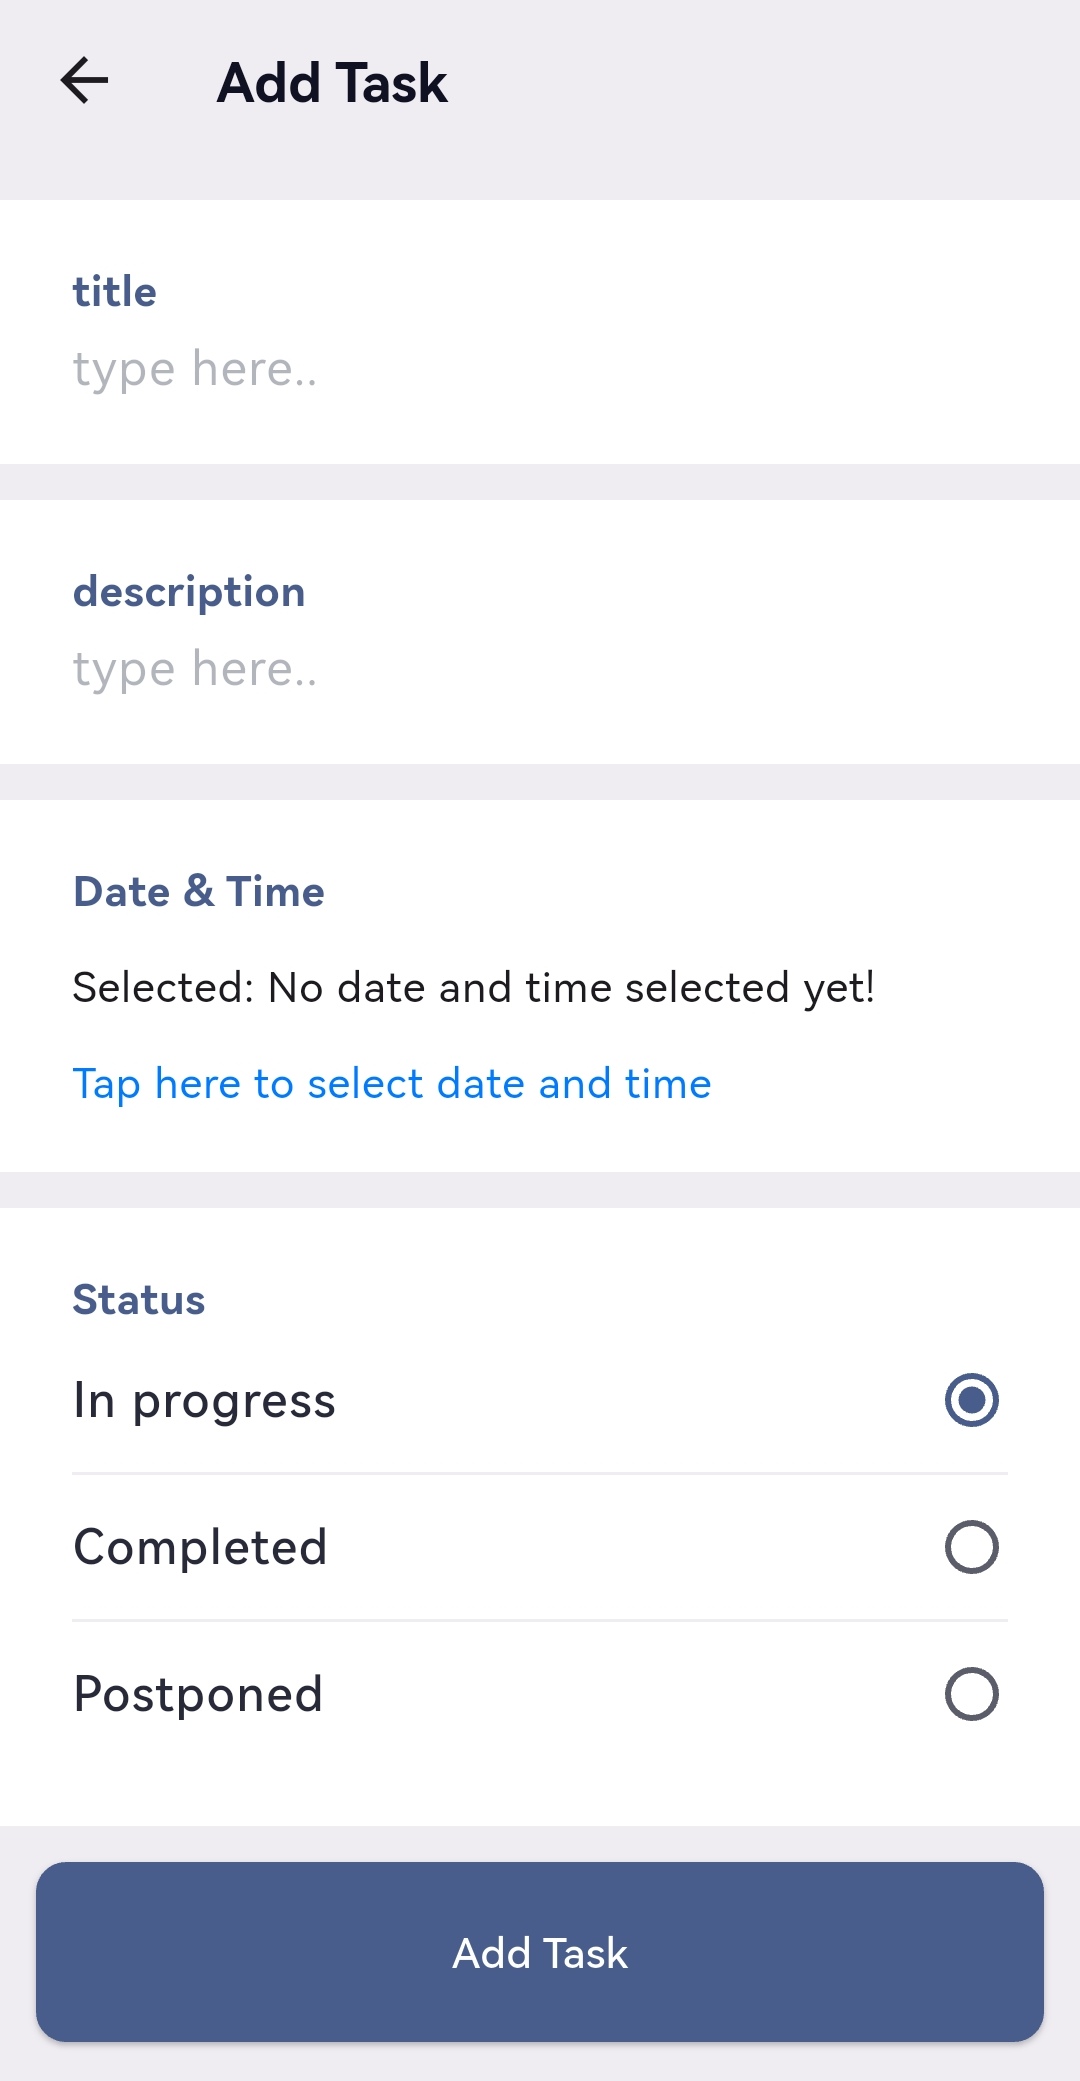 Add Task
title
type here..
description
type here..
Date & Time
Selected: No date and time selected yet!
Tap here to select date and time
Status
In progress
Completed
Postponed
Add Task